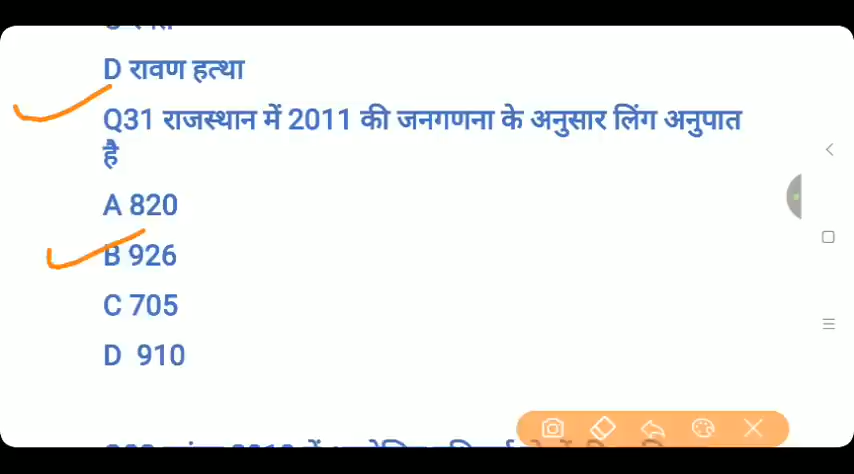 D रावण हत्था
Q31 राजस्थान में 2011 की जनगणना के अनुसार लिंग अनुपात
है
A 820
B 926
C 705
D 910